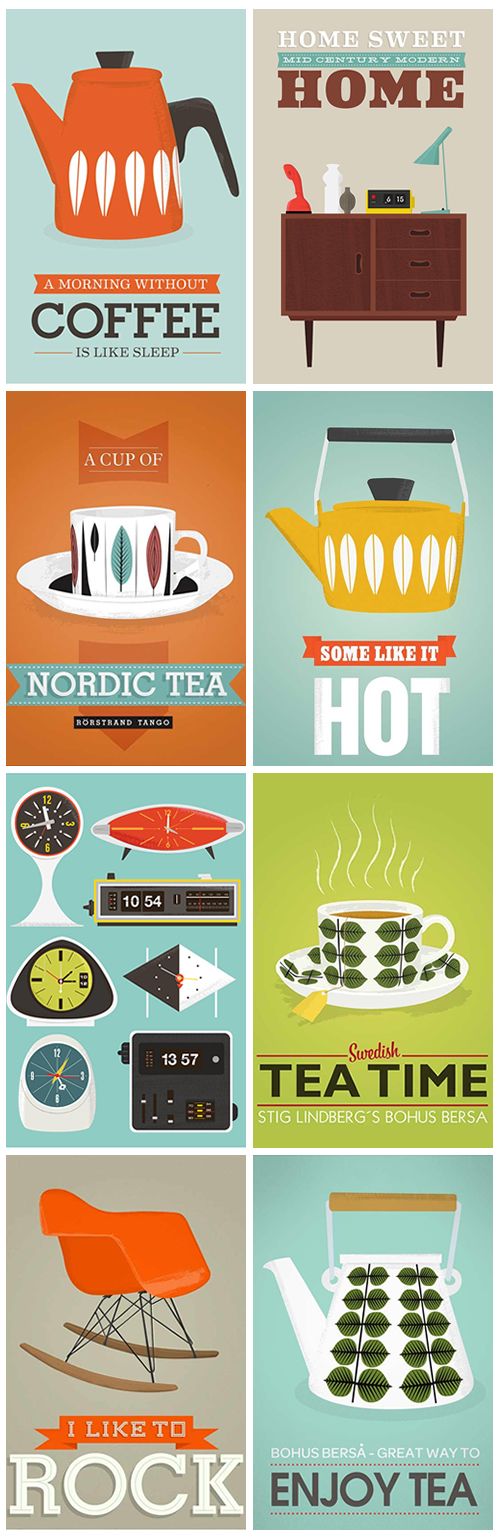 A MORNING WITHOUT
COFFEE
IS LIKE SLEEP
HOME SWEET
MID CENTURY MODERN
HOME
6 15
A CUP OF
NORDIC TEA
RÖRSTRAND TANGO
SOME LIKE IT
HOT
12
10 54
12
13 57
Swedish
TEA TIME
STIG LINDBERG´S BOHUS BERSA
I LIKE TO
ROCK
BOHUS BERSÅ - GREAT WAY TO
ENJOY TEA